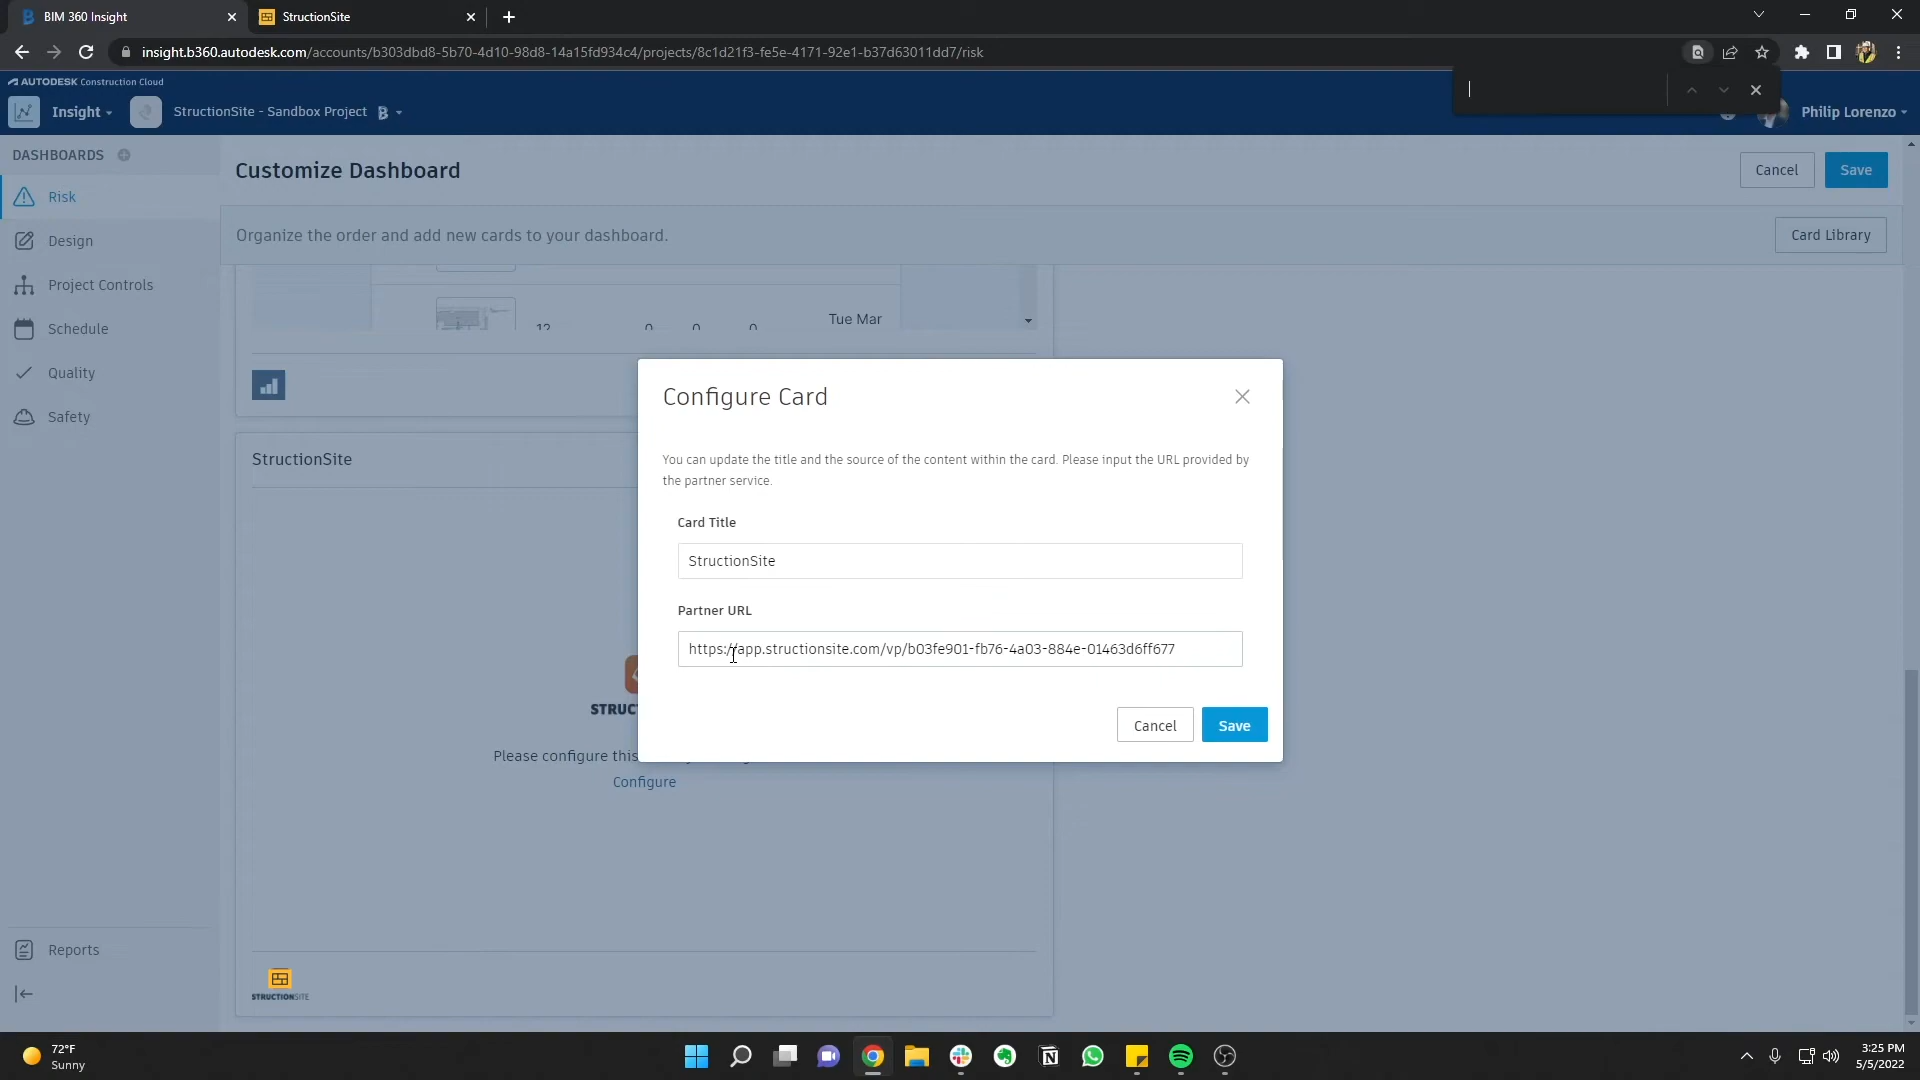 BIM 360 Insight
StructionSite
insight.b360.autodesk.com/accounts/b303dbd8-5b70-4d10-98d8-14a15fd934c4/projects/8c1d21f3-fe5e-4171-92e1-b37d63011dd7/risk
AUTODESK Construction Cloud
Insight
StructionSite - Sandbox Project
Philip Lorenzo
DASHBOARDS
Customize Dashboard
Cancel
Save
Risk
Organize the order and add new cards to your dashboard.
Card Library
Design
Project Controls
Schedule
Quality
Safety
12 0 0 0 Tue Mar
Configure Card
You can update the title and the source of the content within the card. Please input the URL provided by
the partner service.
Card Title
StructionSite
Partner URL
https://app.structionsite.com/vp/b03fe901-fb76-4a03-884e-01463d6ff677
Cancel
Save
StructionSite
STRUC
Please configure this
Configure
STRUCTIONSITE
Reports
72°F
Sunny
3:25 PM
5/5/2022